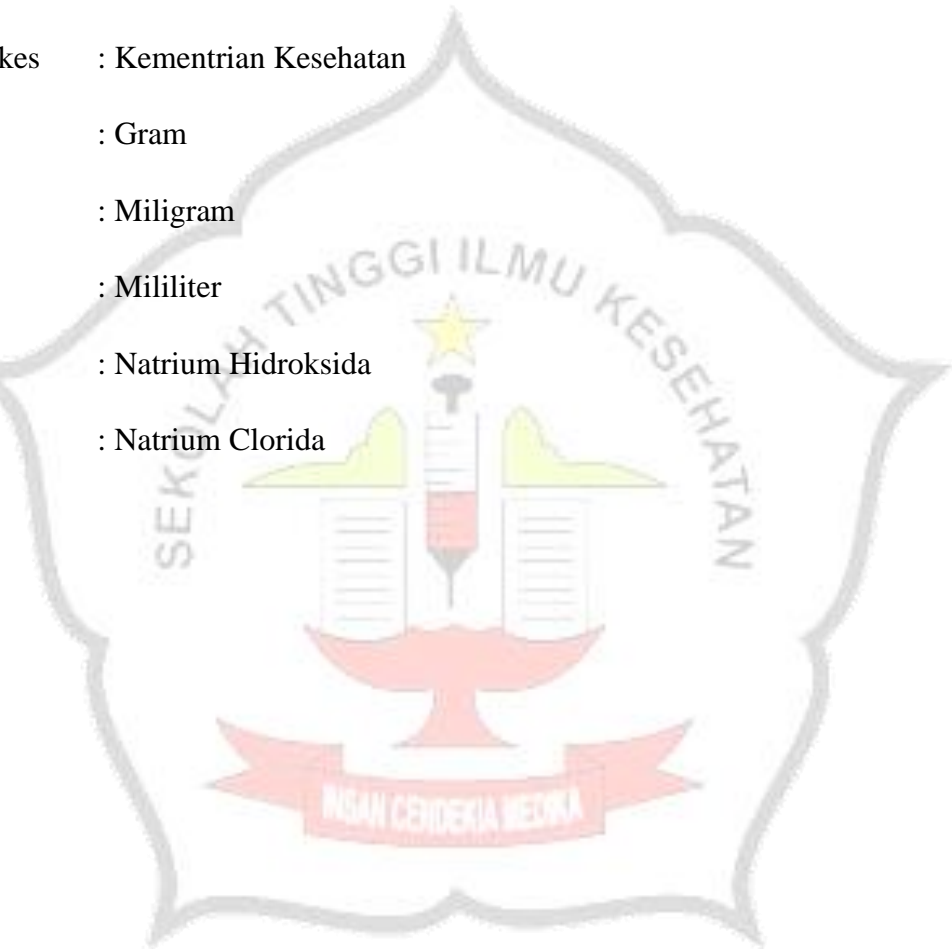 kes : Kementrian Kesehatan
: Gram
: Miligram
: Mililiter
: Natrium Hidroksida
: Natrium Clorida
SEKOLAH TINGGI ILMU KESEHATAN
INSAN CENDEKIA MEDIKA